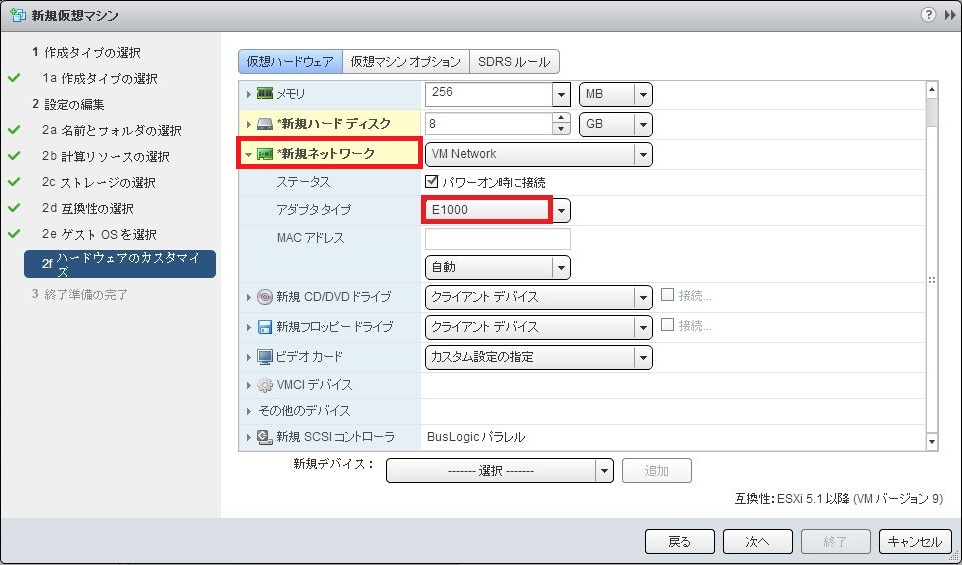 新規仮想マシン
1 作成タイプの選択
1a 作成タイプの選択
2 設定の編集
2a 名前とフォルダの選択
2b 計算リソースの選択
2c ストレージの選択
2d 互換性の選択
2e ゲスト OS を選択
2f ハードウェアのカスタマイ
ズ
3 終了準備の完了
仮想ハードウェア 仮想マシン オプション SDRS ルール
メモリ 256 MB
*新規ハード ディスク 8 GB
*新規ネットワーク VM Network
ステータス パワーオン時に接続
アダプタ タイプ E1000
MAC アドレス
自動
新規 CD/DVD ドライブ クライアント デバイス 接続...
新規フロッピー ドライブ クライアント デバイス 接続...
ビデオ カード カスタム設定の指定
VMCI デバイス
その他のデバイス
新規 SCSI コントローラ BusLogic パラレル
新規デバイス: ------- 選択 ------- 追加
互換性: ESXi 5.1 以降 (VM バージョン 9)
戻る 次へ 終了 キャンセル